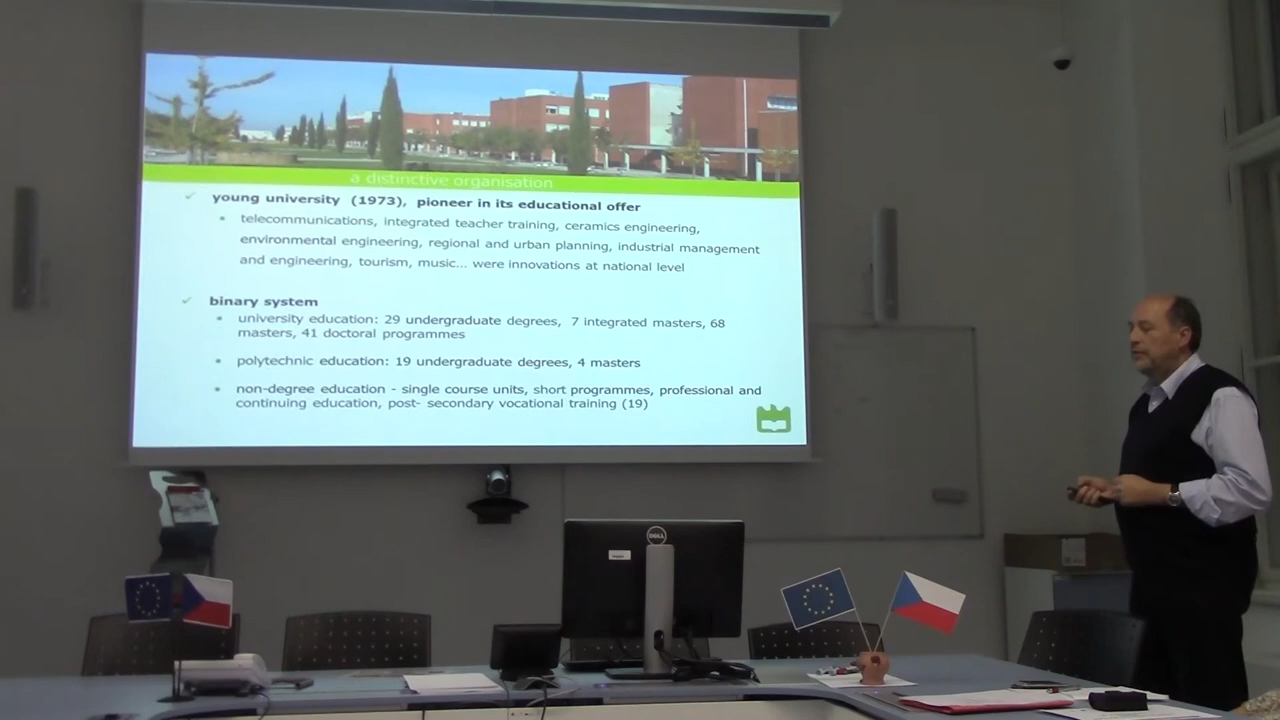 a distinctive organisation
✓ young university (1973), pioneer in its educational offer
• telecommunications, integrated teacher training, ceramics engineering,
environmental engineering, regional and urban planning, industrial management
and engineering, tourism, music... were innovations at national level
✓ binary system
• university education: 29 undergraduate degrees, 7 integrated masters, 68
masters, 41 doctoral programmes
• polytechnic education: 19 undergraduate degrees, 4 masters
• non-degree education - single course units, short programmes, professional and
continuing education, post- secondary vocational training (19)
DELL